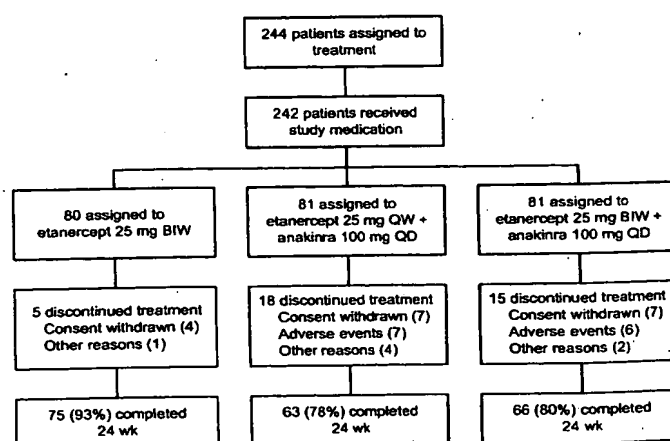 244 patients assigned to
treatment
242 patients received
study medication
80 assigned to
etanercept 25 mg BIW
81 assigned to
etanercept 25 mg QW +
anakinra 100 mg QD
81 assigned to
etanercept 25 mg BIW +
anakinra 100 mg QD
5 discontinued treatment
Consent withdrawn (4)
Other reasons (1)
18 discontinued treatment
Consent withdrawn (7)
Adverse events (7)
Other reasons (4)
15 discontinued treatment
Consent withdrawn (7)
Adverse events (6)
Other reasons (2)
75 (93%) completed
24 wk
63 (78%) completed
24 wk
66 (80%) completed
24 wk